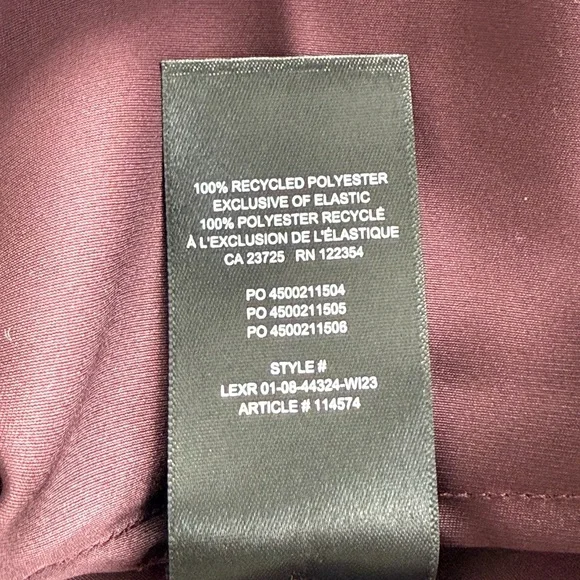 100% RECYCLED POLYESTER
EXCLUSIVE OF ELASTIC
100% POLYESTER RECYCLÉ
À L'EXCLUSION DE L'ÉLASTIQUE
CA 23725 RN 122354
PO 4500211504
PO 4500211505
PO 4500211506
STYLE #
LEXR 01-08-44324-WI23
ARTICLE # 114574